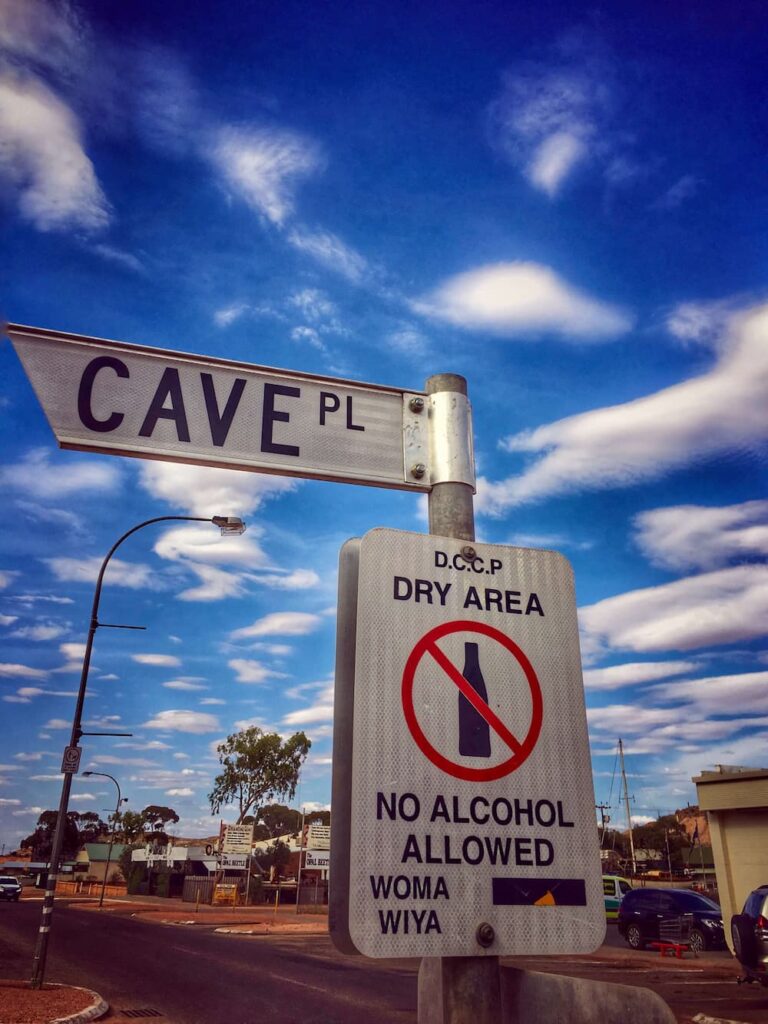 CAVE PL
D.C.C.P
DRY AREA
NO ALCOHOL
ALLOWED
WOMA
WIYA